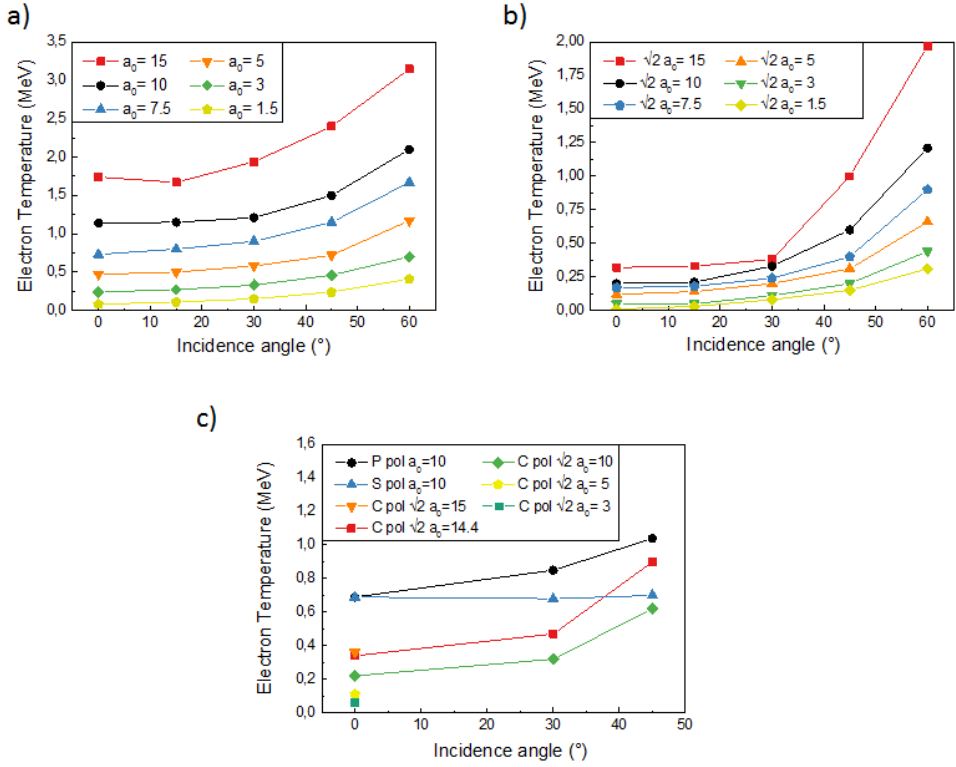 a)
Electron Temperature (MeV)
3,5
3,0
2,5
2,0
1,5
1,0
0,5
0,0
a₀= 15
a₀= 10
a₀= 7.5
a₀= 5
a₀= 3
a₀= 1.5
0 10 20 30 40 50 60
Incidence angle (°)
b)
Electron Temperature (MeV)
2,00
1,75
1,50
1,25
1,00
0,75
0,50
0,25
0,00
√2 a₀= 15
√2 a₀= 10
√2 a₀=7.5
√2 a₀= 5
√2 a₀= 3
√2 a₀= 1.5
0 10 20 30 40 50 60
Incidence angle (°)
c)
Electron Temperature (MeV)
1,6
1,4
1,2
1,0
0,8
0,6
0,4
0,2
0,0
P pol a₀=10
S pol a₀=10
C pol √2 a₀=15
C pol √2 a₀=14.4
C pol √2 a₀=10
C pol √2 a₀= 5
C pol √2 a₀= 3
0 10 20 30 40 50
Incidence angle (°)